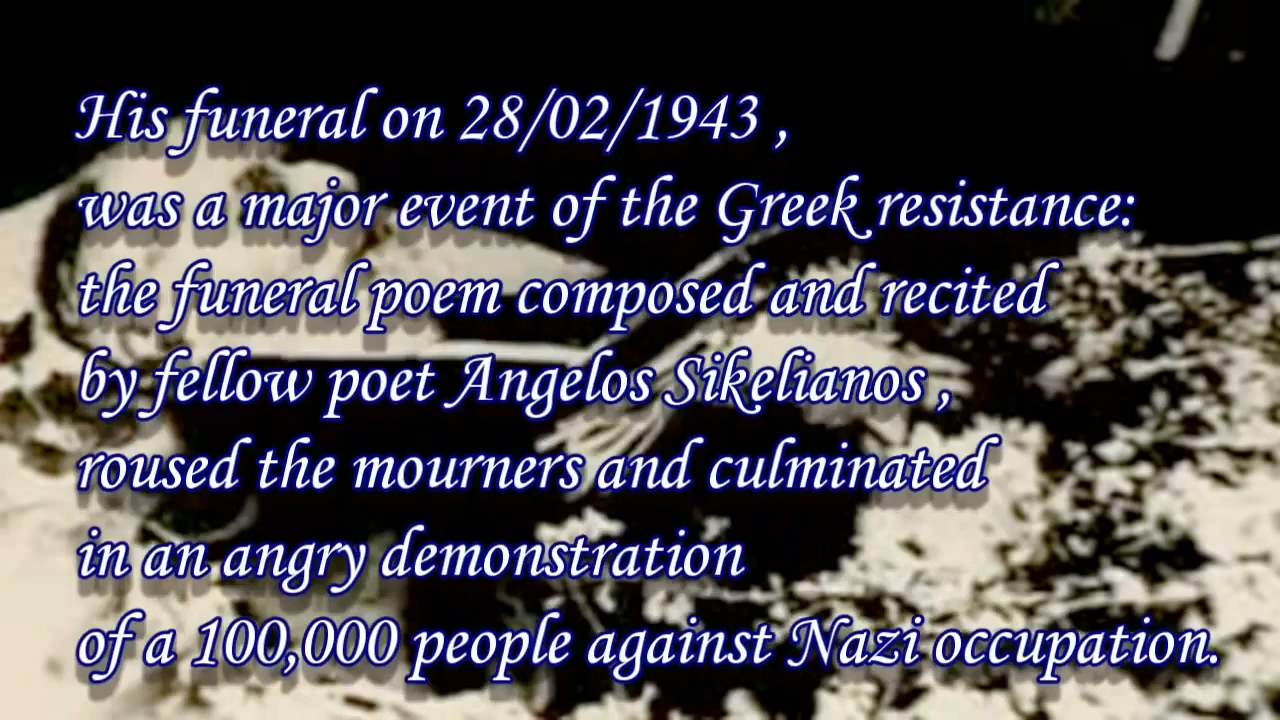 His funeral on 28/02/1943 ,
was a major event of the Greek resistance:
the funeral poem composed and recited
by fellow poet Angelos Sikelianos ,
roused the mourners and culminated
in an angry demonstration
of a 100,000 people against Nazi occupation.